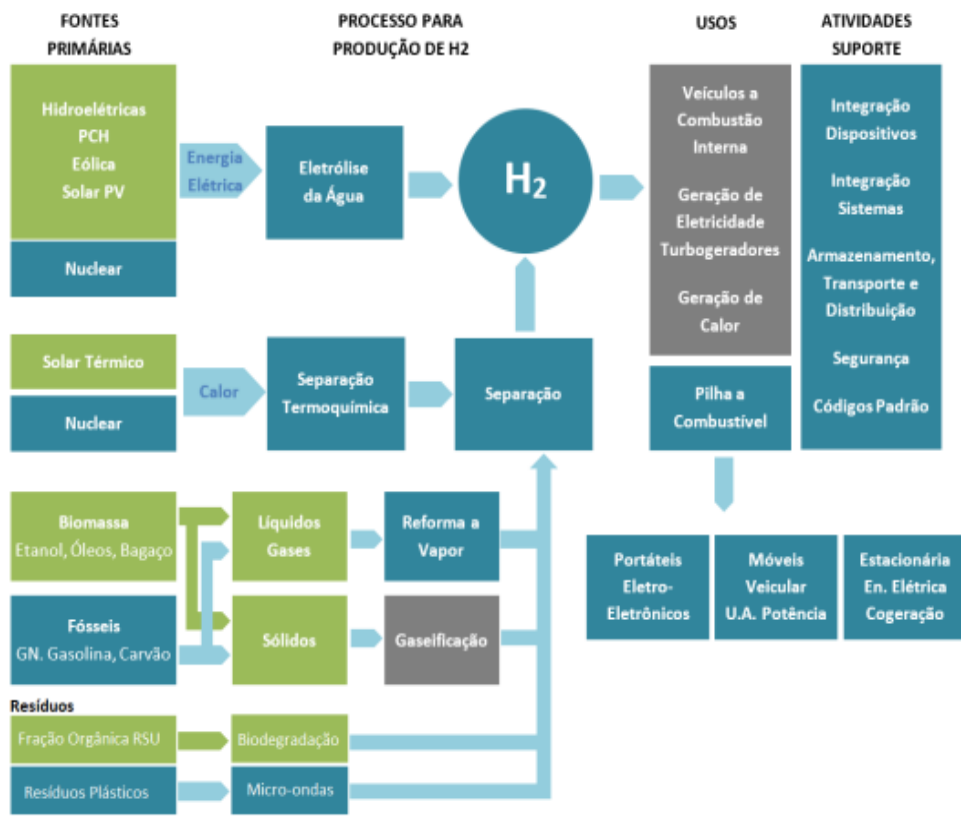 FONTES
PRIMÁRIAS
PROCESSO PARA
PRODUÇÃO DE H2
USOS
ATIVIDADES
SUPORTE
Hidroelétricas
PCH
Eólica
Solar PV
Nuclear
Energia
Elétrica
Eletrólise
da Água
H2
Veículos a
Combustão
Interna
Geração de
Eletricidade
Turbogeradores
Geração de
Calor
Pilha a
Combustível
Integração
Dispositivos
Integração
Sistemas
Armazenamento,
Transporte e
Distribuição
Segurança
Códigos Padrão
Solar Térmico
Nuclear
Calor
Separação
Termoquímica
Separação
Biomassa
Etanol, Óleos, Bagaço
Líquidos
Gases
Reforma a
Vapor
Fósseis
GN. Gasolina, Carvão
Sólidos
Gaseificação
Portáteis
Eletro-
Eletrônicos
Móveis
Veicular
U.A. Potência
Estacionária
En. Elétrica
Cogeração
Resíduos
Fração Orgânica RSU
Biodegradação
Resíduos Plásticos
Micro-ondas